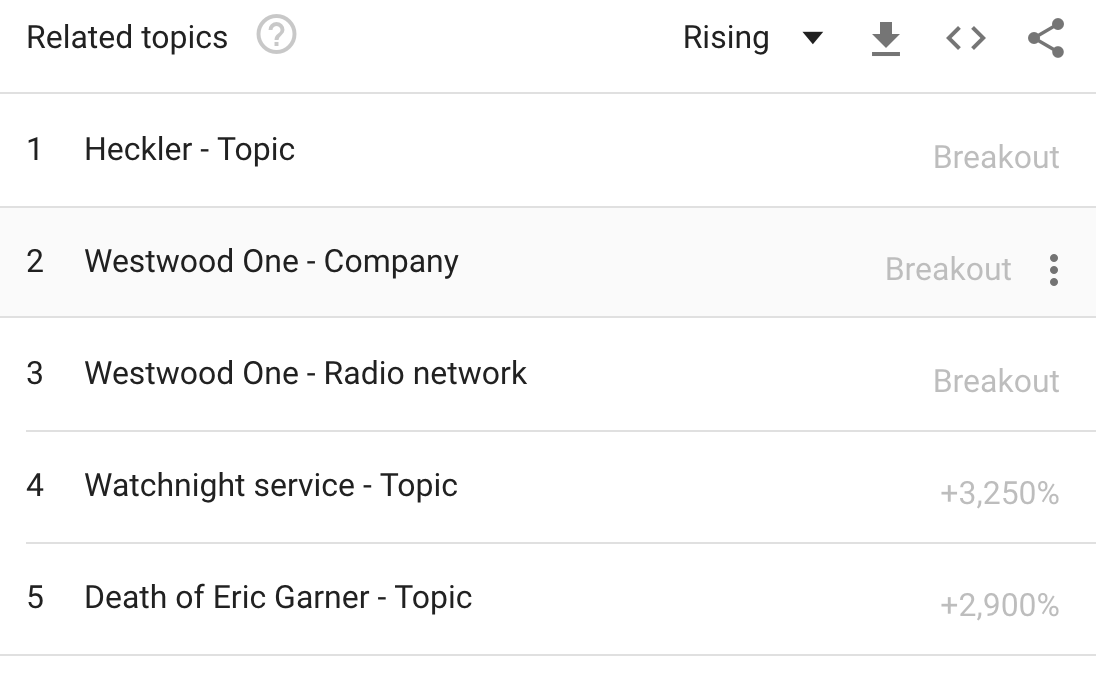 Related topics ? Rising
1 Heckler - Topic Breakout
2 Westwood One - Company Breakout
3 Westwood One - Radio network Breakout
4 Watchnight service - Topic +3,250%
5 Death of Eric Garner - Topic +2,900%